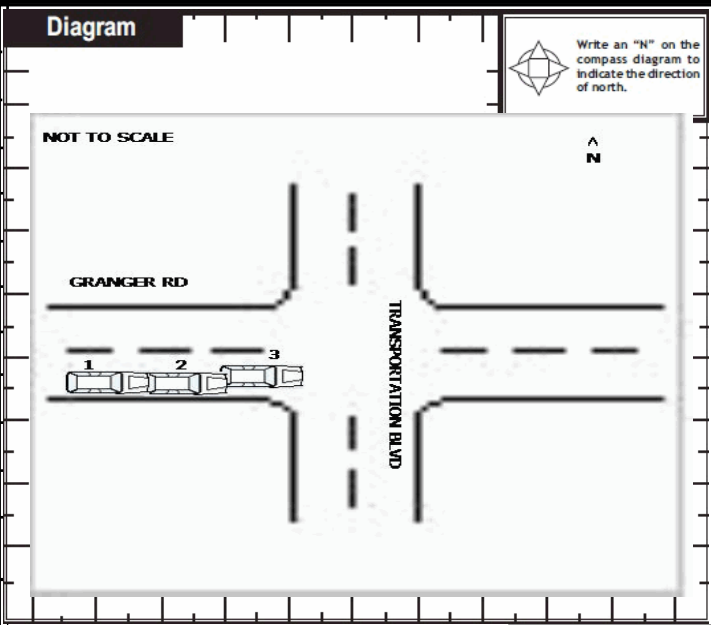 Diagram
Write an “N” on the
compass diagram to
indicate the direction
of north.
NOT TO SCALE
^
N
GRANGER RD
TRANSPORTATION BLVD
3
1
2